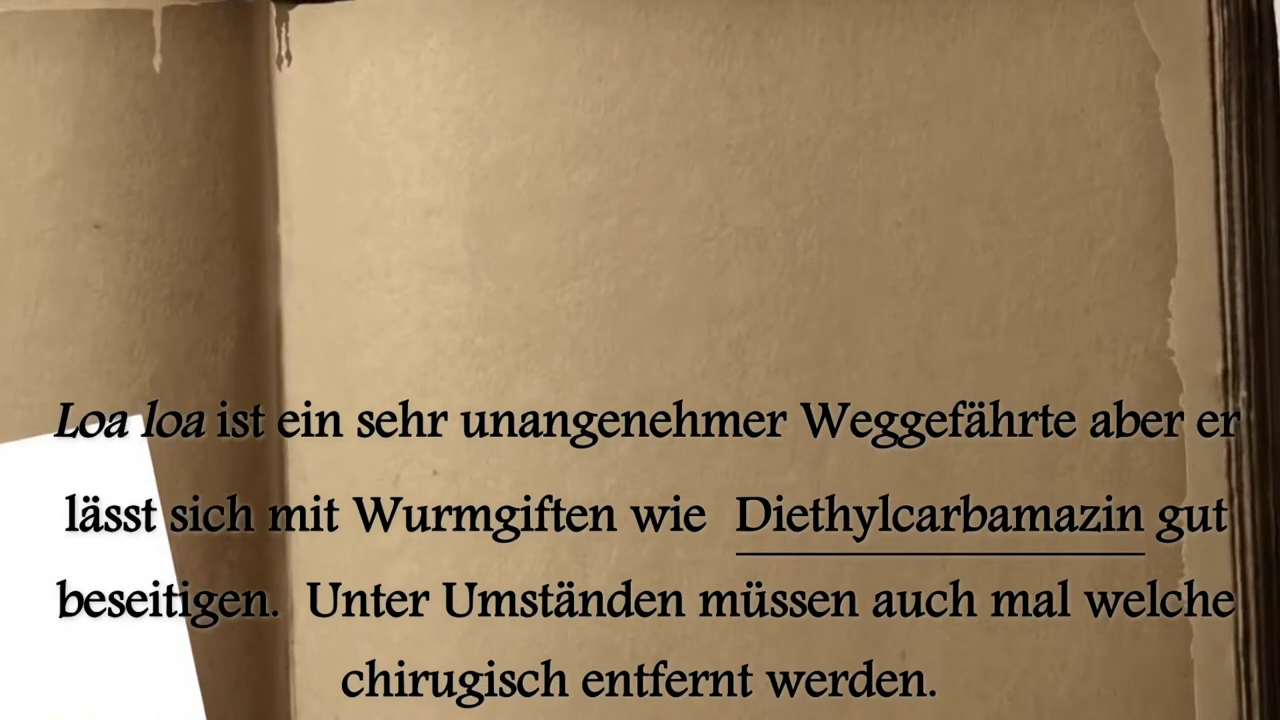 Loa loa ist ein sehr unangenehmer Weggefährte aber er
lässt sich mit Wurmgiften wie Diethylcarbamazin gut
beseitigen. Unter Umständen müssen auch mal welche
chirugisch entfernt werden.